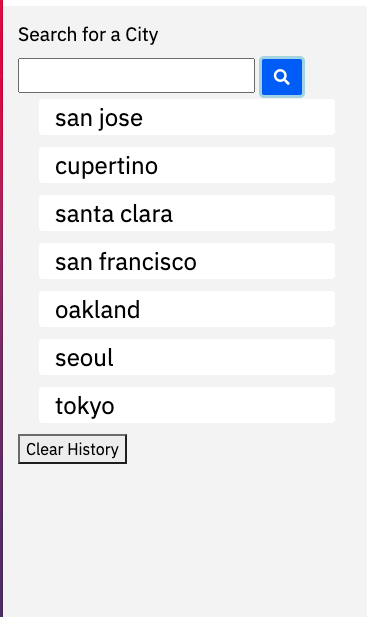 Search for a City
san jose
cupertino
santa clara
san francisco
oakland
seoul
tokyo
Clear History